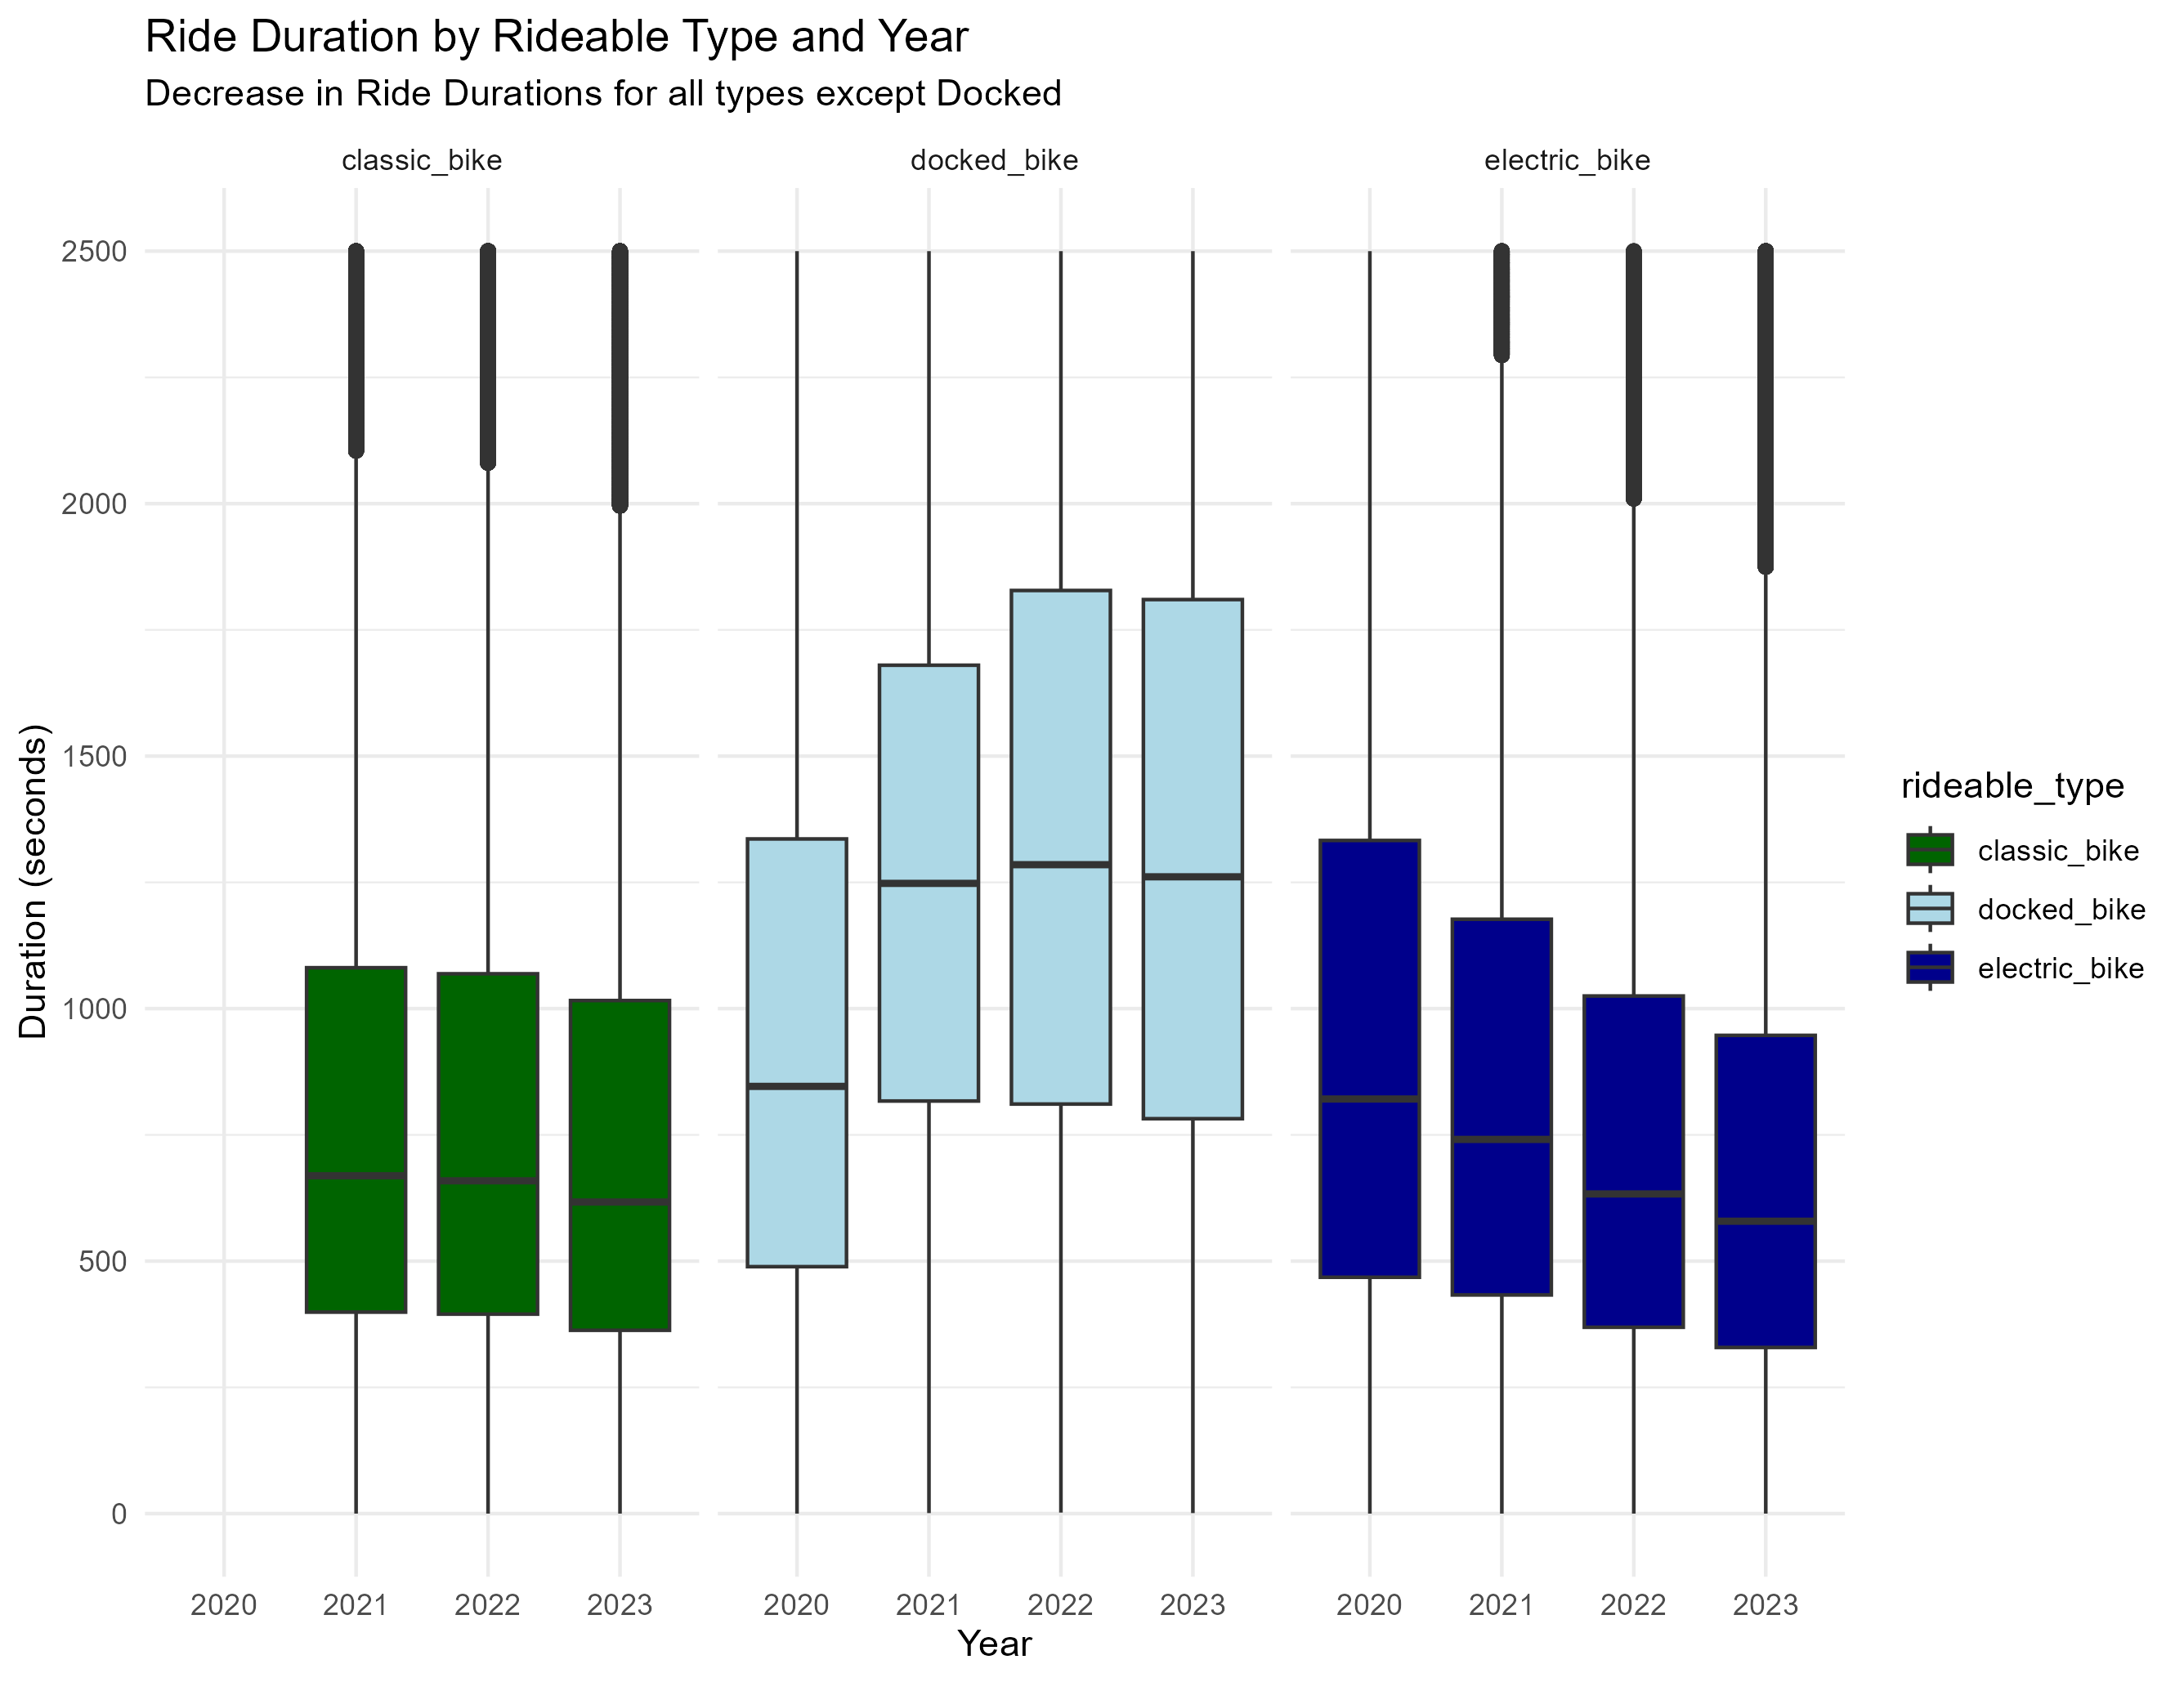 Ride Duration by Rideable Type and Year
Decrease in Ride Durations for all types except Docked
classic_bike
docked_bike
electric_bike
2500
2000
1500
1000
500
0
Duration (seconds)
2020 2021 2022 2023
2020 2021 2022 2023
2020 2021 2022 2023
Year
rideable_type
classic_bike
docked_bike
electric_bike